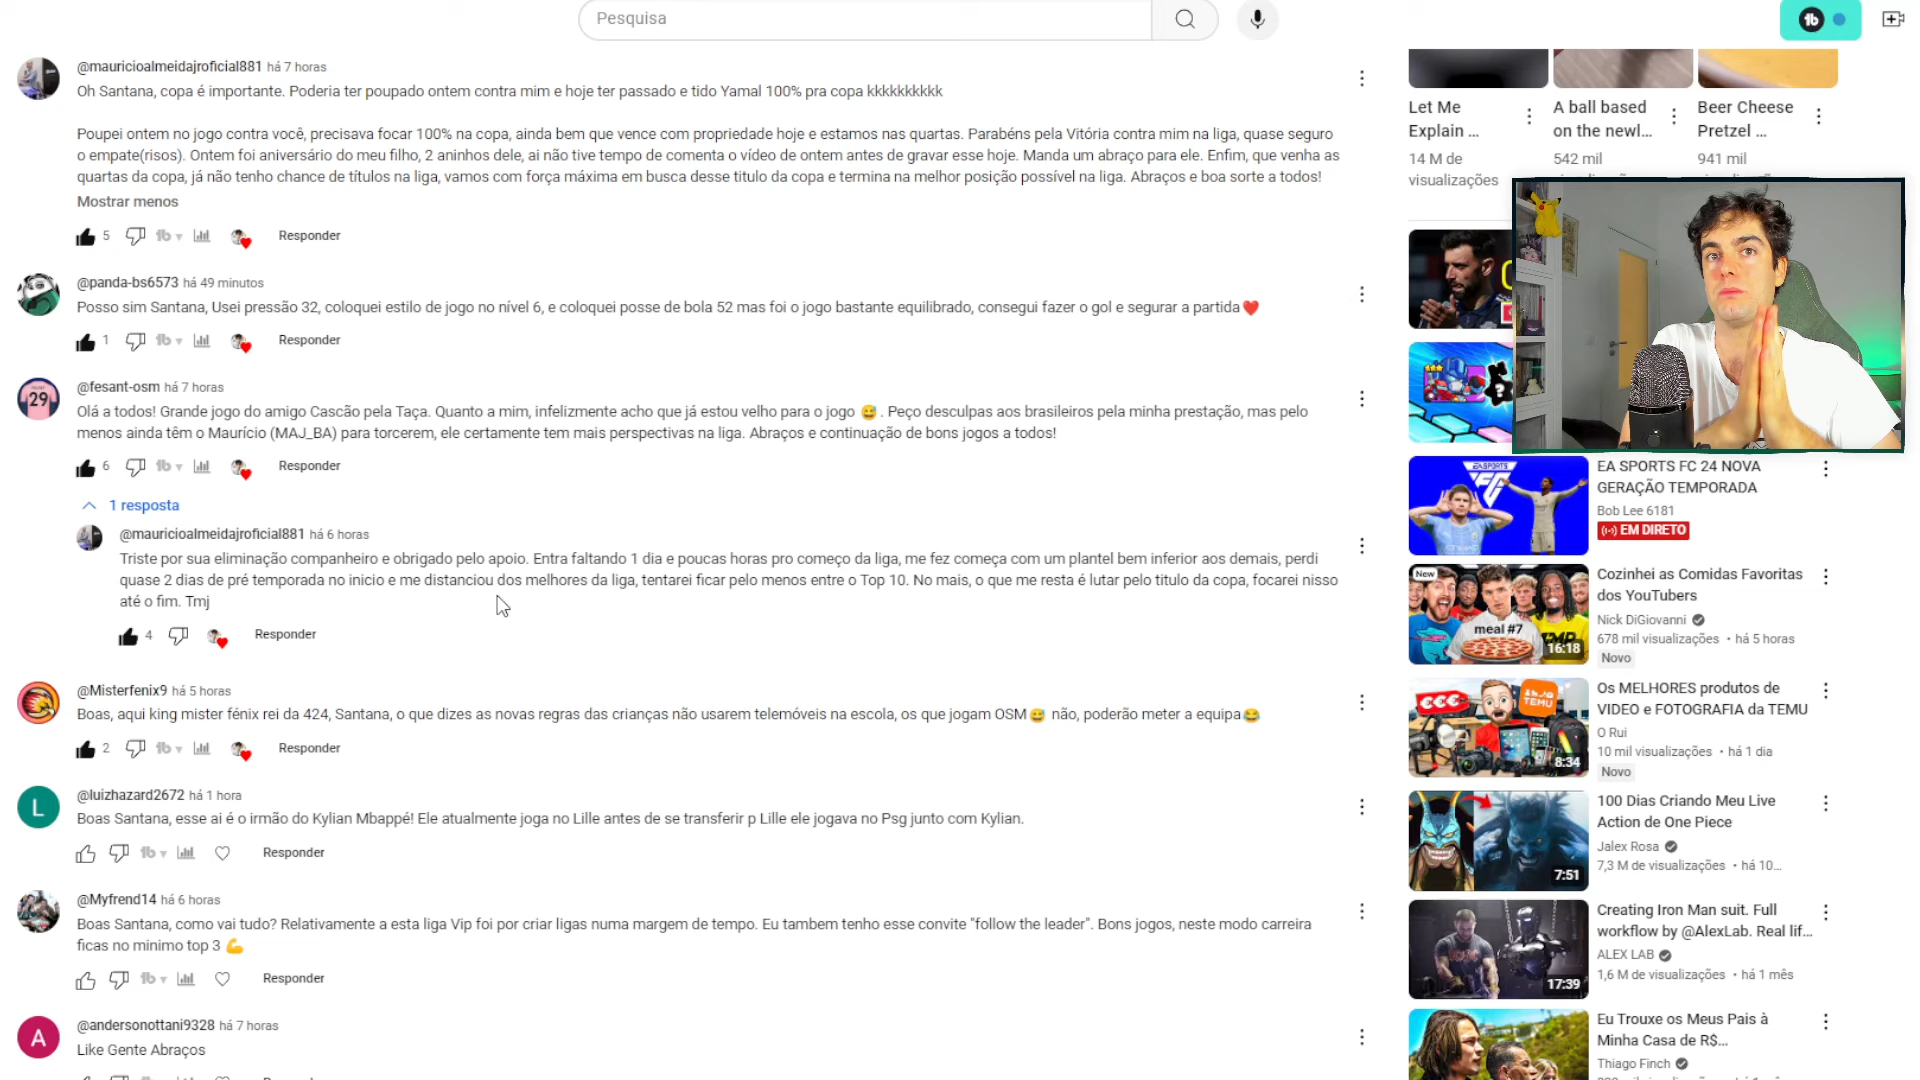 Pesquisa
@mauricioalmeidajroficial881 há 7 horas
Oh Santana, copa é importante. Poderia ter poupado ontem contra mim e hoje ter passado e tido Yamal 100% pra copa kkkkkkkkkk
Poupei ontem no jogo contra você, precisava focar 100% na copa, ainda bem que vence com propriedade hoje e estamos nas quartas. Parabéns pela Vitória contra mim na liga, quase seguro
o empate(risos). Ontem foi aniversário do meu filho, 2 aninhos dele, ai não tive tempo de comenta o vídeo de ontem antes de gravar esse hoje. Manda um abraço para ele. Enfim, que venha as
quartas da copa, já não tenho chance de títulos na liga, vamos com força máxima em busca desse titulo da copa e termina na melhor posição possível na liga. Abraços e boa sorte a todos!
Mostrar menos
5 Responder
@panda-bs6573 há 49 minutos
Posso sim Santana, Usei pressão 32, coloquei estilo de jogo no nível 6, e coloquei posse de bola 52 mas foi o jogo bastante equilibrado, consegui fazer o gol e segurar a partida❤️
1 Responder
29
@fesant-osm há 7 horas
Olá a todos! Grande jogo do amigo Cascão pela Taça. Quanto a mim, infelizmente acho que já estou velho para o jogo 😅 . Peço desculpas aos brasileiros pela minha prestação, mas pelo
menos ainda têm o Maurício (MAJ_BA) para torcerem, ele certamente tem mais perspectivas na liga. Abraços e continuação de bons jogos a todos!
6 Responder
1 resposta
@mauricioalmeidajroficial881 há 6 horas
Triste por sua eliminação companheiro e obrigado pelo apoio. Entra faltando 1 dia e poucas horas pro começo da liga, me fez começa com um plantel bem inferior aos demais, perdi
quase 2 dias de pré temporada no inicio e me distanciou dos melhores da liga, tentarei ficar pelo menos entre o Top 10. No mais, o que me resta é lutar pelo titulo da copa, focarei nisso
até o fim. Tmj
4 Responder
@Misterfenix9 há 5 horas
Boas, aqui king mister fénix rei da 424, Santana, o que dizes as novas regras das crianças não usarem telemóveis na escola, os que jogam OSM😅 não, poderão meter a equipa😂
2 Responder
L
@luizhazard2672 há 1 hora
Boas Santana, esse ai é o irmão do Kylian Mbappé! Ele atualmente joga no Lille antes de se transferir p Lille ele jogava no Psg junto com Kylian.
Responder
@Myfrend14 há 6 horas
Boas Santana, como vai tudo? Relativamente a esta liga Vip foi por criar ligas numa margem de tempo. Eu tambem tenho esse convite "follow the leader". Bons jogos, neste modo carreira
ficas no minimo top 3 💪
Responder
A
@andersonottani9328 há 7 horas
Like Gente Abraços
Let Me
Explain ...
14 M de
visualizações
A ball based
on the newl...
542 mil
Beer Cheese
Pretzel ...
941 mil
EA SPORTS
FC
EA SPORTS FC 24 NOVA
GERAÇÃO TEMPORADA
Bob Lee 6181
EM DIRETO
New
meal #7
16:18
Cozinhei as Comidas Favoritas
dos YouTubers
Nick DiGiovanni
678 mil visualizações • há 5 horas
Novo
€€€
TEMU
8:34
Os MELHORES produtos de
VIDEO e FOTOGRAFIA da TEMU
O Rui
10 mil visualizações • há 1 dia
Novo
7:51
100 Dias Criando Meu Live
Action de One Piece
Jalex Rosa
7,3 M de visualizações • há 10...
17:39
Creating Iron Man suit. Full
workflow by @AlexLab. Real lif...
ALEX LAB
1,6 M de visualizações • há 1 mês
Eu Trouxe os Meus Pais à
Minha Casa de R$...
Thiago Finch